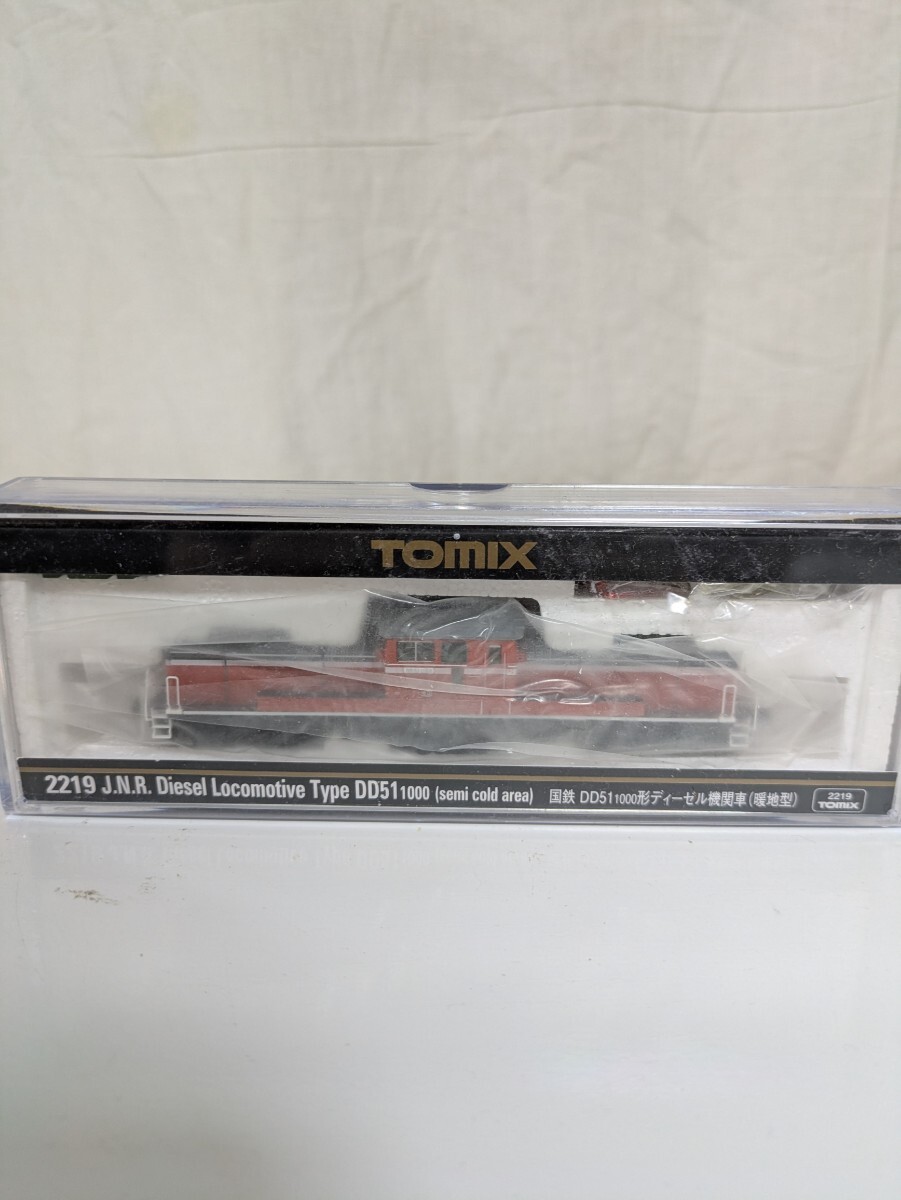 TOMIX
2219 J.N.R. Diesel Locomotive Type DD51 1000 (semi cold area) 国鉄 DD51 1000形ディーゼル機関車(暖地型) 2219
TOMIX